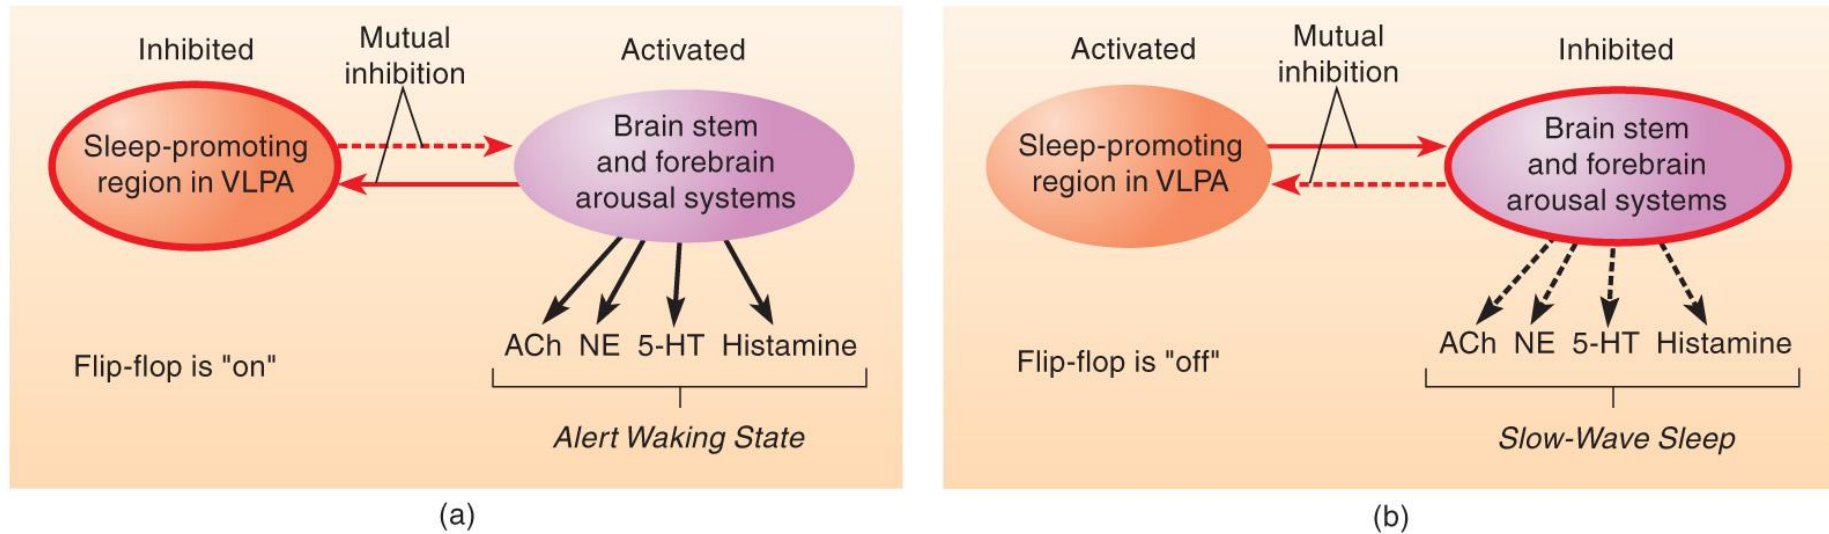 Inhibited
Mutual
inhibition
Activated
Sleep-promoting
region in VLPA
Brain stem
and forebrain
arousal systems
ACh NE 5-HT Histamine
Flip-flop is "on"
Alert Waking State
(a)
Activated
Mutual
inhibition
Inhibited
Sleep-promoting
region in VLPA
Brain stem
and forebrain
arousal systems
ACh NE 5-HT Histamine
Flip-flop is "off"
Slow-Wave Sleep
(b)